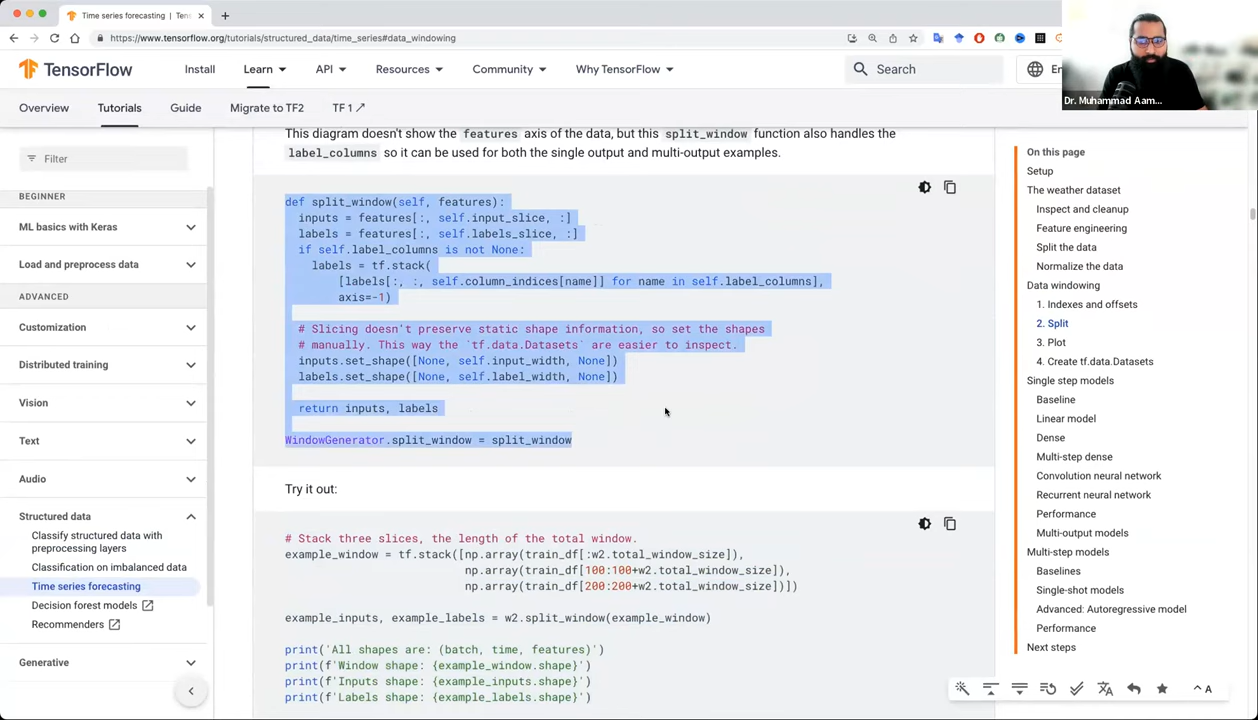 Time series forecasting | Tens
https://www.tensorflow.org/tutorials/structured_data/time_series#data_windowing
TensorFlow
Install
Learn
API
Resources
Community
Why TensorFlow
Search
Dr. Muhammad Aam...
Overview
Tutorials
Guide
Migrate to TF2
TF 1
Filter
BEGINNER
ML basics with Keras
Load and preprocess data
ADVANCED
Customization
Distributed training
Vision
Text
Audio
Structured data
Classify structured data with
preprocessing layers
Classification on imbalanced data
Time series forecasting
Decision forest models
Recommenders
Generative
This diagram doesn't show the features axis of the data, but this split_window function also handles the
label_columns so it can be used for both the single output and multi-output examples.
def split_window(self, features):
inputs = features[:, self.input_slice, :]
labels = features[:, self.labels_slice, :]
if self.label_columns is not None:
labels = tf.stack(
[labels[:, :, self.column_indices[name]] for name in self.label_columns],
axis=-1)
# Slicing doesn't preserve static shape information, so set the shapes
# manually. This way the `tf.data.Datasets` are easier to inspect.
inputs.set_shape([None, self.input_width, None])
labels.set_shape([None, self.label_width, None])
return inputs, labels
WindowGenerator.split_window = split_window
Try it out:
# Stack three slices, the length of the total window.
example_window = tf.stack([np.array(train_df[:w2.total_window_size]),
np.array(train_df[100:100+w2.total_window_size]),
np.array(train_df[200:200+w2.total_window_size])])
example_inputs, example_labels = w2.split_window(example_window)
print('All shapes are: (batch, time, features)')
print(f'Window shape: {example_window.shape}')
print(f'Inputs shape: {example_inputs.shape}')
print(f'Labels shape: {example_labels.shape}')
On this page
Setup
The weather dataset
Inspect and cleanup
Feature engineering
Split the data
Normalize the data
Data windowing
1. Indexes and offsets
2. Split
3. Plot
4. Create tf.data.Datasets
Single step models
Baseline
Linear model
Dense
Multi-step dense
Convolution neural network
Recurrent neural network
Performance
Multi-output models
Multi-step models
Baselines
Single-shot models
Advanced: Autoregressive model
Performance
Next steps
A